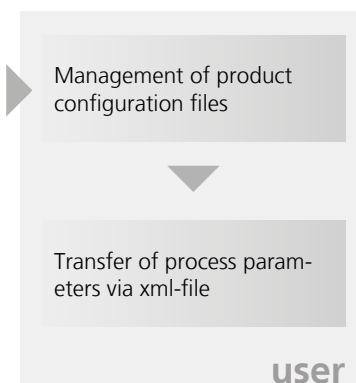 Management of product
configuration files
Transfer of process param-
eters via xml-file
user